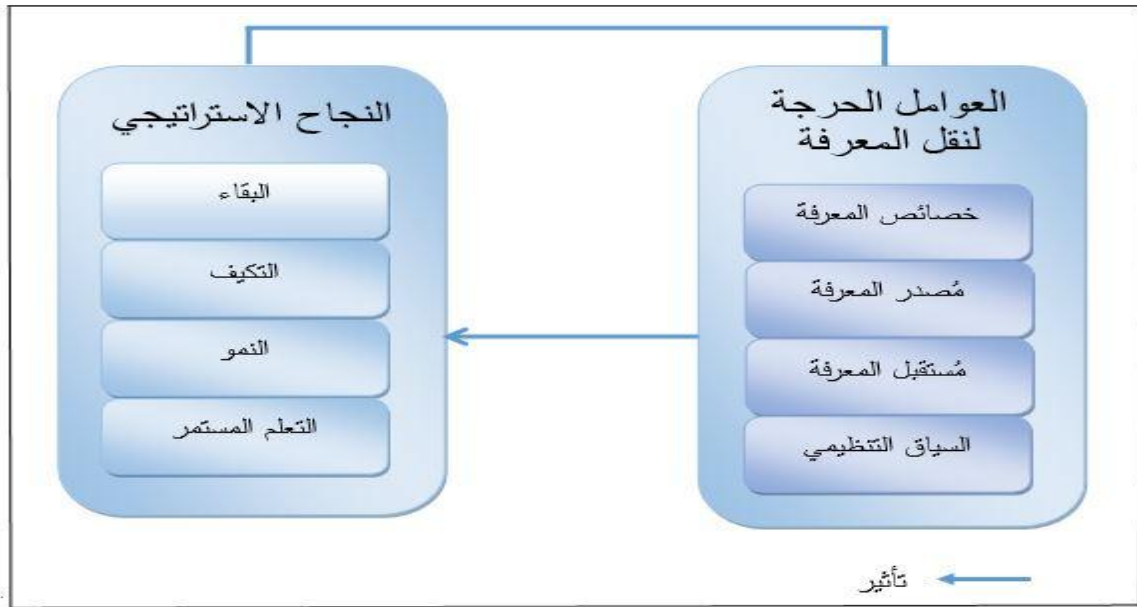 العوامل الحرجة
لنقل المعرفة
خصائص المعرفة
مُصدر المعرفة
مُستقبل المعرفة
السياق التنظيمي
النجاح الاستراتيجي
البقاء
التكيف
النمو
التعلم المستمر
تأثير